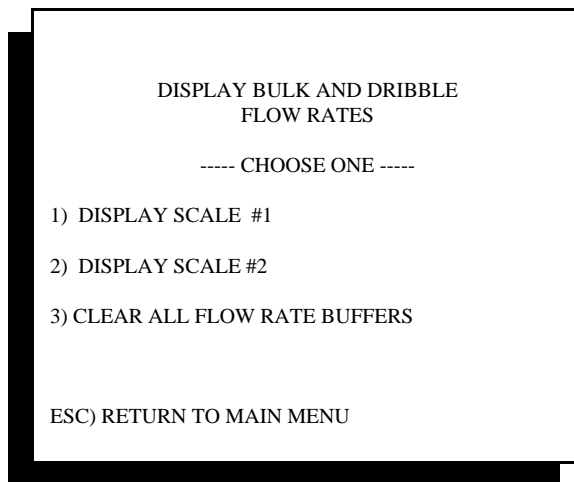 DISPLAY BULK AND DRIBBLE
FLOW RATES
----- CHOOSE ONE -----
1)  DISPLAY SCALE  #1
2)  DISPLAY SCALE #2
3) CLEAR ALL FLOW RATE BUFFERS
ESC) RETURN TO MAIN MENU